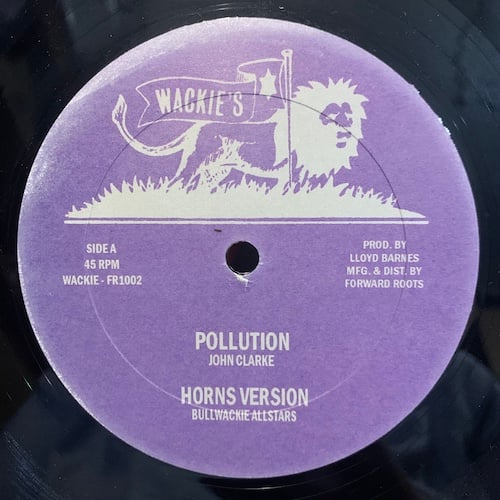 WACKIE'S
SIDE A
45 RPM
WACKIE - FR1002
PROD. BY
LLOYD BARNES
MFG. & DIST. BY
FORWARD ROOTS
POLLUTION
JOHN CLARKE
HORNS VERSION
BULLWACKIE ALLSTARS